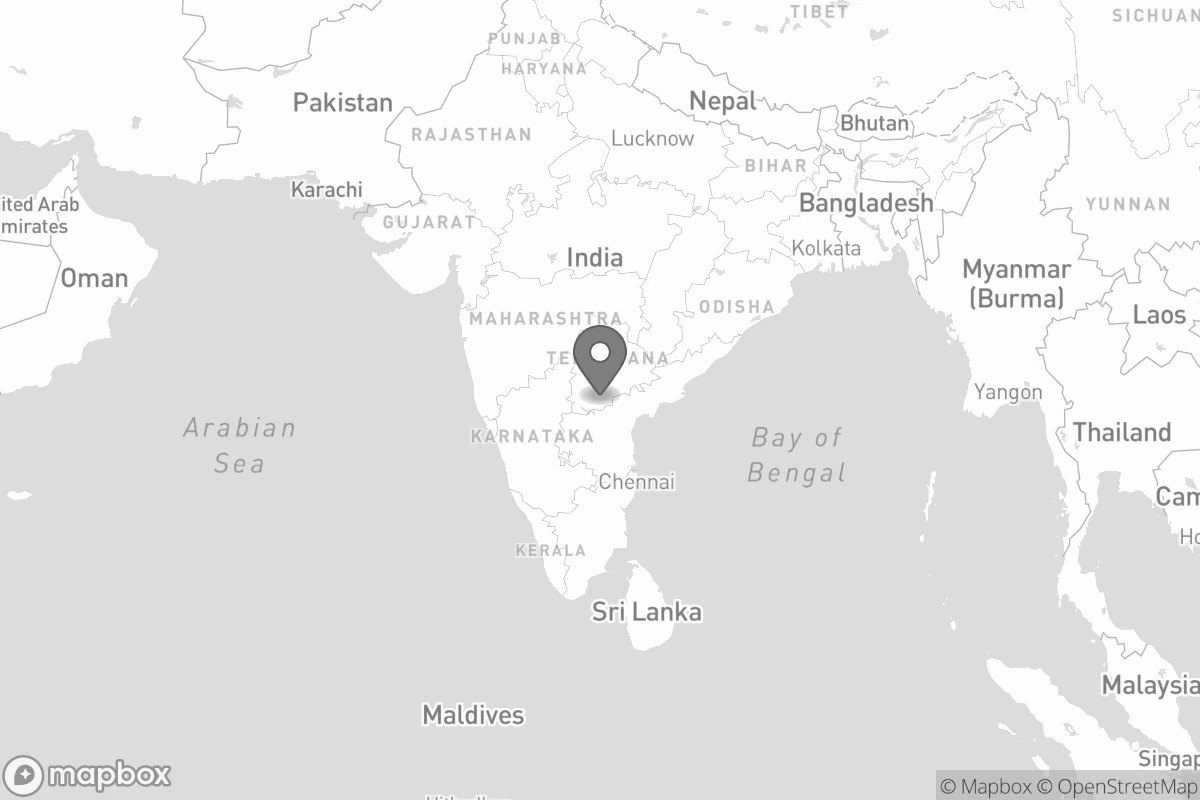 TIBET
SICHUAN
PUNJAB
HARYANA
Pakistan
Nepal
Bhutan
RAJASTHAN
Lucknow
BIHAR
Karachi
ited Arab
mirates
Bangladesh
YUNNAN
GUJARAT
Kolkata
India
Oman
Myanmar
(Burma)
ODISHA
Laos
MAHARASHTRA
TE ANA
Yangon
Arabian
Sea
KARNATAKA
Bay of
Bengal
Thailand
Chennai
Cam
Ho
KERALA
Sri Lanka
Malaysia
Maldives
Singap
mapbox
© Mapbox © OpenStreetMap